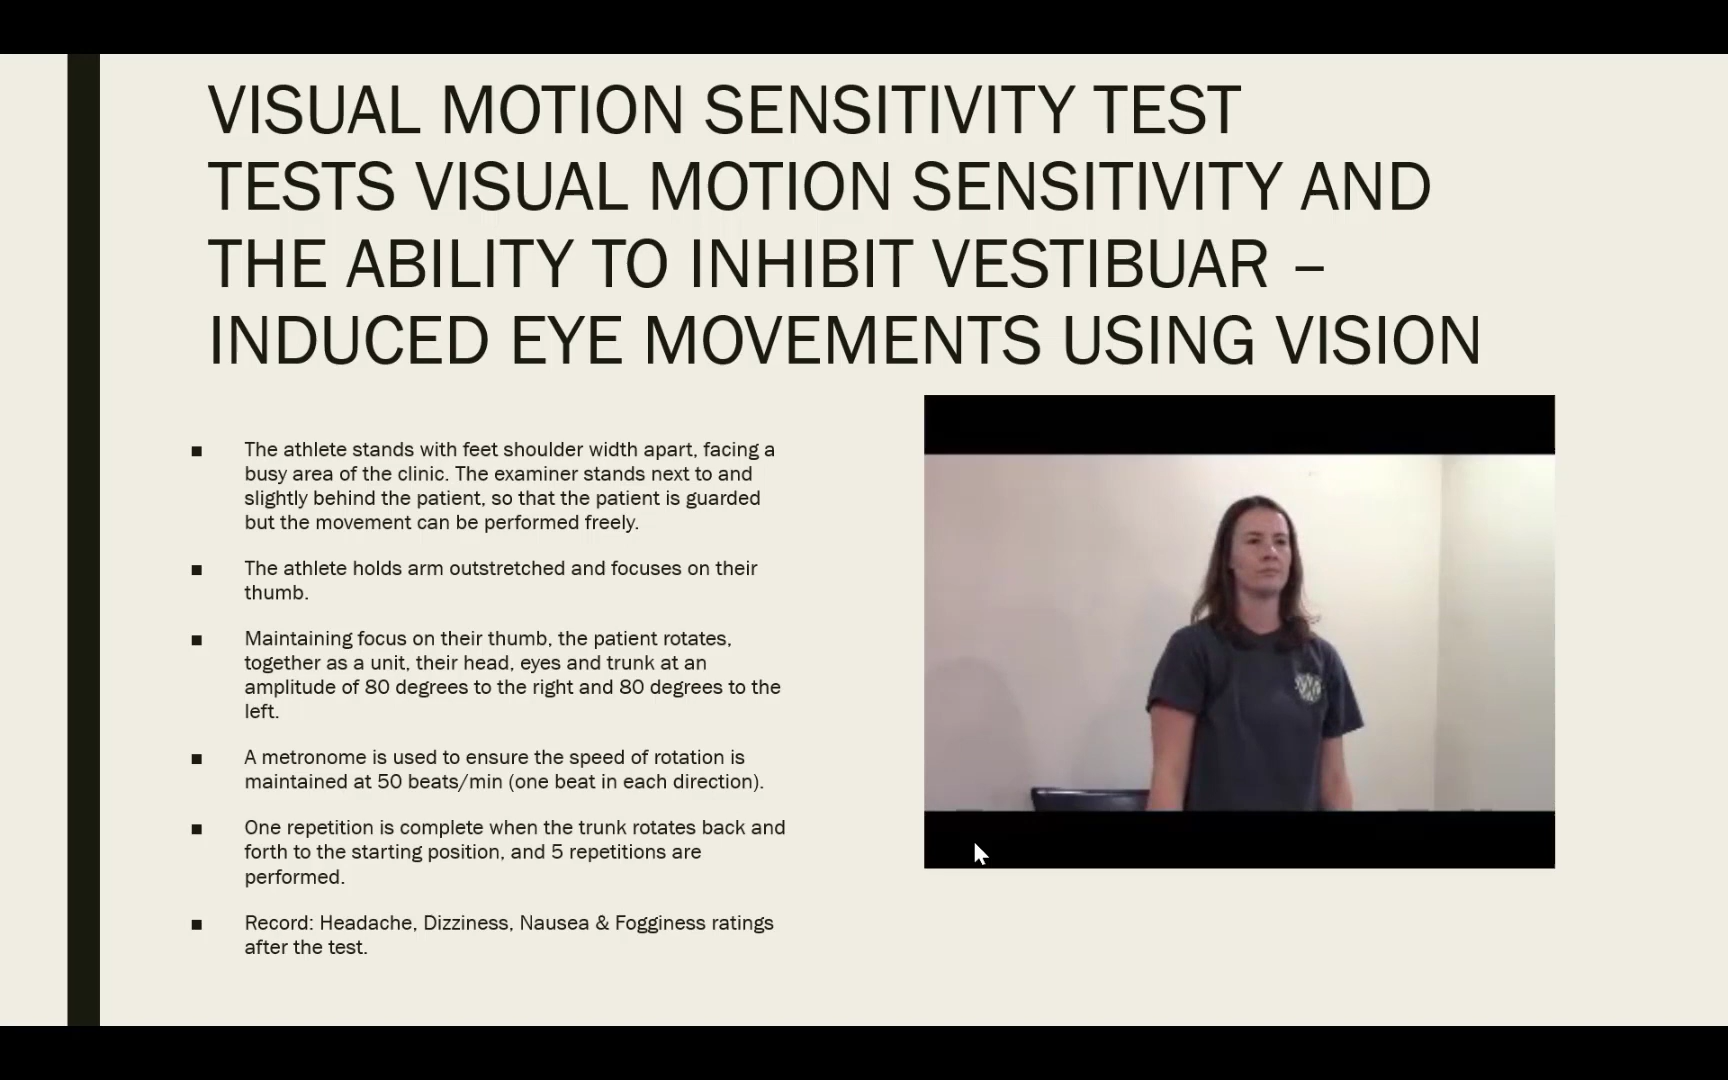 VISUAL MOTION SENSITIVITY TEST
TESTS VISUAL MOTION SENSITIVITY AND
THE ABILITY TO INHIBIT VESTIBUAR –
INDUCED EYE MOVEMENTS USING VISION
■ The athlete stands with feet shoulder width apart, facing a
busy area of the clinic. The examiner stands next to and
slightly behind the patient, so that the patient is guarded
but the movement can be performed freely.
■ The athlete holds arm outstretched and focuses on their
thumb.
■ Maintaining focus on their thumb, the patient rotates,
together as a unit, their head, eyes and trunk at an
amplitude of 80 degrees to the right and 80 degrees to the
left.
■ A metronome is used to ensure the speed of rotation is
maintained at 50 beats/min (one beat in each direction).
■ One repetition is complete when the trunk rotates back and
forth to the starting position, and 5 repetitions are
performed.
■ Record: Headache, Dizziness, Nausea & Fogginess ratings
after the test.